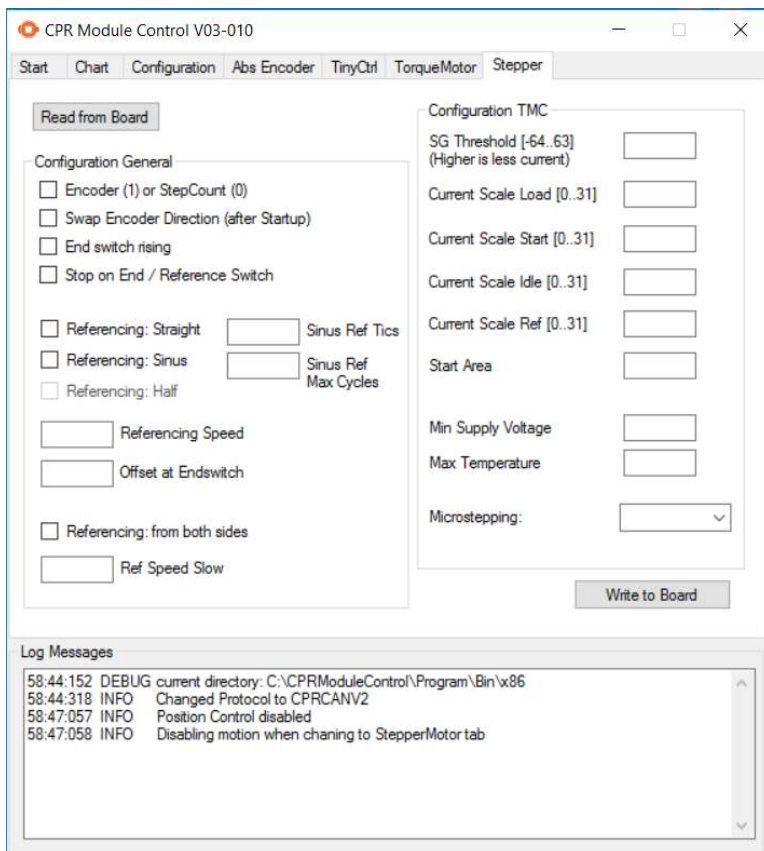 CPR Module Control V03-010
Start Chart Configuration Abs Encoder TinyCtrl TorqueMotor Stepper
Read from Board
Configuration General
Encoder (1) or StepCount (0)
Swap Encoder Direction (after Startup)
End switch rising
Stop on End / Reference Switch
Referencing: Straight
Sinus Ref Tics
Referencing: Sinus
Sinus Ref
Max Cycles
Referencing: Half
Referencing Speed
Offset at Endswitch
Referencing: from both sides
Ref Speed Slow
Configuration TMC
SG Threshold [-64..63]
(Higher is less current)
Current Scale Load [0..31]
Current Scale Start [0..31]
Current Scale Idle [0..31]
Current Scale Ref [0..31]
Start Area
Min Supply Voltage
Max Temperature
Microstepping:
Write to Board
Log Messages
58:44:152 DEBUG current directory: C:\CPRModuleControl\Program\Bin\x86
58:44:318 INFO Changed Protocol to CPRCANV2
58:47:057 INFO Position Control disabled
58:47:058 INFO Disabling motion when chaning to StepperMotor tab